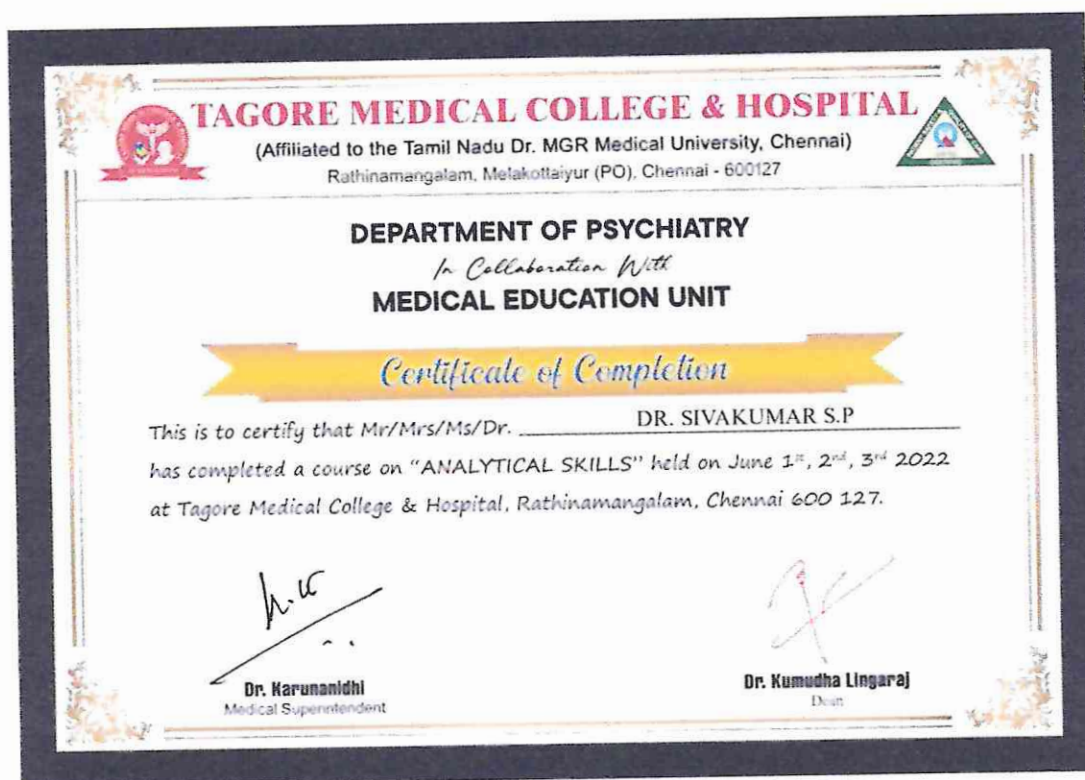 TAGORE MEDICAL COLLEGE & HOSPITAL
(Affiliated to the Tamil Nadu Dr. MGR Medical University, Chennai)
Rathinamangalam, Melakottaiyur (PO), Chennai - 600127
DEPARTMENT OF PSYCHIATRY
In Collaboration With
MEDICAL EDUCATION UNIT
Certificate of Completion
This is to certify that Mr/Mrs/Ms/Dr. DR. SIVAKUMAR S.P
has completed a course on "ANALYTICAL SKILLS" held on June 1st, 2nd, 3rd 2022
at Tagore Medical College & Hospital, Rathinamangalam, Chennai 600 127.
Dr. Karunanidhi
Medical Superintendent
Dr. Kumudha Lingaraj
Dean